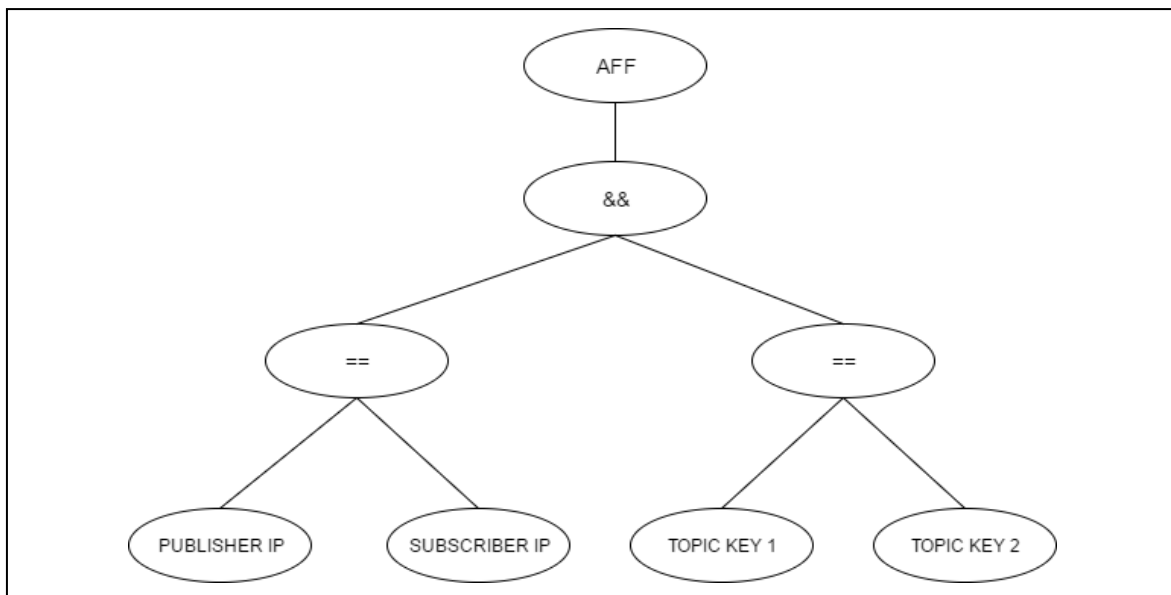 AFF
&&
==
==
PUBLISHER IP
SUBSCRIBER IP
TOPIC KEY 1
TOPIC KEY 2